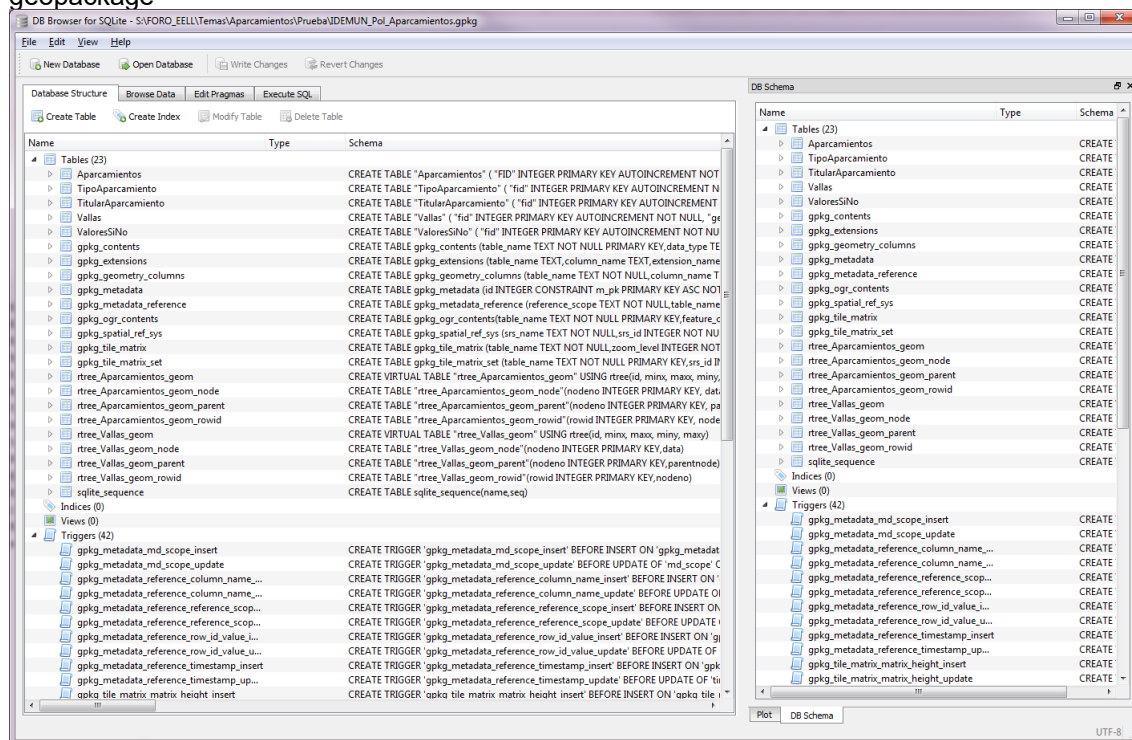 geopackage
DB Browser for SQLite - S:\FORO_EELL\Temas\Aparcamientos\Prueba\IDEMUN_Pol_Aparcamientos.gpkg
File Edit View Help
New Database Open Database Write Changes Revert Changes
Database Structure Browse Data Edit Pragmas Execute SQL
Create Table Create Index Modify Table Delete Table
Name Type Schema
Tables (23)
Aparcamientos CREATE TABLE "Aparcamientos" ( "FID" INTEGER PRIMARY KEY AUTOINCREMENT NOT
TipoAparcamiento CREATE TABLE "TipoAparcamiento" ( "fid" INTEGER PRIMARY KEY AUTOINCREMENT N
TitularAparcamiento CREATE TABLE "TitularAparcamiento" ( "fid" INTEGER PRIMARY KEY AUTOINCREMENT
Vallas CREATE TABLE "Vallas" ( "fid" INTEGER PRIMARY KEY AUTOINCREMENT NOT NULL, "ge
ValoresSiNo CREATE TABLE "ValoresSiNo" ( "fid" INTEGER PRIMARY KEY AUTOINCREMENT NOT NU
gpkg_contents CREATE TABLE gpkg_contents (table_name TEXT NOT NULL PRIMARY KEY,data_type TE
gpkg_extensions CREATE TABLE gpkg_extensions (table_name TEXT,column_name TEXT,extension_name
gpkg_geometry_columns CREATE TABLE gpkg_geometry_columns (table_name TEXT NOT NULL,column_name T
gpkg_metadata CREATE TABLE gpkg_metadata (id INTEGER CONSTRAINT m_pk PRIMARY KEY ASC NOT
gpkg_metadata_reference CREATE TABLE gpkg_metadata_reference (reference_scope TEXT NOT NULL,table_name
gpkg_ogr_contents CREATE TABLE gpkg_ogr_contents(table_name TEXT NOT NULL PRIMARY KEY,feature_c
gpkg_spatial_ref_sys CREATE TABLE gpkg_spatial_ref_sys (srs_name TEXT NOT NULL,srs_id INTEGER NOT NU
gpkg_tile_matrix CREATE TABLE gpkg_tile_matrix (table_name TEXT NOT NULL,zoom_level INTEGER NOT
gpkg_tile_matrix_set CREATE TABLE gpkg_tile_matrix_set (table_name TEXT NOT NULL PRIMARY KEY,srs_id IN
rtree_Aparcamientos_geom CREATE VIRTUAL TABLE "rtree_Aparcamientos_geom" USING rtree(id, minx, maxx, miny,
rtree_Aparcamientos_geom_node CREATE TABLE "rtree_Aparcamientos_geom_node"(nodeno INTEGER PRIMARY KEY, dat
rtree_Aparcamientos_geom_parent CREATE TABLE "rtree_Aparcamientos_geom_parent"(nodeno INTEGER PRIMARY KEY, pa
rtree_Aparcamientos_geom_rowid CREATE TABLE "rtree_Aparcamientos_geom_rowid"(rowid INTEGER PRIMARY KEY, node
rtree_Vallas_geom CREATE VIRTUAL TABLE "rtree_Vallas_geom" USING rtree(id, minx, maxx, miny, maxy)
rtree_Vallas_geom_node CREATE TABLE "rtree_Vallas_geom_node"(nodeno INTEGER PRIMARY KEY,data)
rtree_Vallas_geom_parent CREATE TABLE "rtree_Vallas_geom_parent"(nodeno INTEGER PRIMARY KEY,parentnode)
rtree_Vallas_geom_rowid CREATE TABLE "rtree_Vallas_geom_rowid"(rowid INTEGER PRIMARY KEY,nodeno)
sqlite_sequence CREATE TABLE sqlite_sequence(name,seq)
Indices (0)
Views (0)
Triggers (42)
gpkg_metadata_md_scope_insert CREATE TRIGGER 'gpkg_metadata_md_scope_insert' BEFORE INSERT ON 'gpkg_metadat
gpkg_metadata_md_scope_update CREATE TRIGGER 'gpkg_metadata_md_scope_update' BEFORE UPDATE OF 'md_scope' O
gpkg_metadata_reference_column_name_... CREATE TRIGGER 'gpkg_metadata_reference_column_name_insert' BEFORE INSERT ON '
gpkg_metadata_reference_column_name_... CREATE TRIGGER 'gpkg_metadata_reference_column_name_update' BEFORE UPDATE OF
gpkg_metadata_reference_reference_scop... CREATE TRIGGER 'gpkg_metadata_reference_reference_scope_insert' BEFORE INSERT ON
gpkg_metadata_reference_reference_scop... CREATE TRIGGER 'gpkg_metadata_reference_reference_scope_update' BEFORE UPDATE
gpkg_metadata_reference_row_id_value_i... CREATE TRIGGER 'gpkg_metadata_reference_row_id_value_insert' BEFORE INSERT ON 'gp
gpkg_metadata_reference_row_id_value_u... CREATE TRIGGER 'gpkg_metadata_reference_row_id_value_update' BEFORE UPDATE OF
gpkg_metadata_reference_timestamp_insert CREATE TRIGGER 'gpkg_metadata_reference_timestamp_insert' BEFORE INSERT ON 'gpk
gpkg_metadata_reference_timestamp_up... CREATE TRIGGER 'gpkg_metadata_reference_timestamp_update' BEFORE UPDATE OF 'ti
gpkg_tile_matrix_matrix_height_insert CREATE TRIGGER 'gpkg_tile_matrix_matrix_height_insert' BEFORE INSERT ON 'gpkg_tile
DB Schema
Name Type Schema
Tables (23)
Aparcamientos CREATE
TipoAparcamiento CREATE
TitularAparcamiento CREATE
Vallas CREATE
ValoresSiNo CREATE
gpkg_contents CREATE
gpkg_extensions CREATE
gpkg_geometry_columns CREATE
gpkg_metadata CREATE
gpkg_metadata_reference CREATE
gpkg_ogr_contents CREATE
gpkg_spatial_ref_sys CREATE
gpkg_tile_matrix CREATE
gpkg_tile_matrix_set CREATE
rtree_Aparcamientos_geom CREATE
rtree_Aparcamientos_geom_node CREATE
rtree_Aparcamientos_geom_parent CREATE
rtree_Aparcamientos_geom_rowid CREATE
rtree_Vallas_geom CREATE
rtree_Vallas_geom_node CREATE
rtree_Vallas_geom_parent CREATE
rtree_Vallas_geom_rowid CREATE
sqlite_sequence CREATE
Indices (0)
Views (0)
Triggers (42)
gpkg_metadata_md_scope_insert CREATE
gpkg_metadata_md_scope_update CREATE
gpkg_metadata_reference_column_name_... CREATE
gpkg_metadata_reference_column_name_... CREATE
gpkg_metadata_reference_reference_scop... CREATE
gpkg_metadata_reference_reference_scop... CREATE
gpkg_metadata_reference_row_id_value_i... CREATE
gpkg_metadata_reference_row_id_value_u... CREATE
gpkg_metadata_reference_timestamp_insert CREATE
gpkg_metadata_reference_timestamp_up... CREATE
gpkg_tile_matrix_matrix_height_insert CREATE
gpkg_tile_matrix_matrix_height_update CREATE
Plot DB Schema
UTF-8